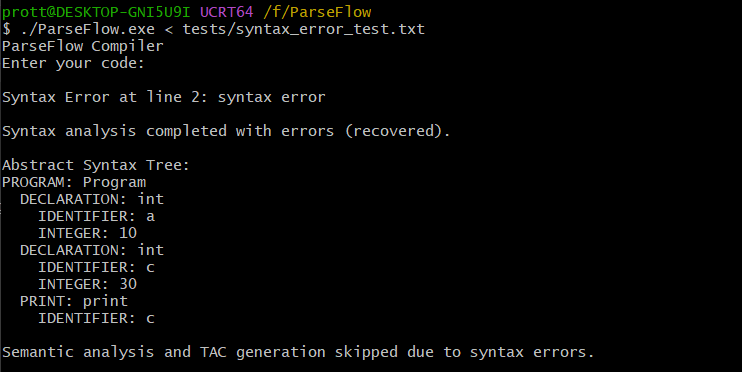 prott@DESKTOP-GNI5U9I UCRT64 /f/ParseFlow
$ ./ParseFlow.exe < tests/syntax_error_test.txt
ParseFlow Compiler
Enter your code:
Syntax Error at line 2: syntax error
Syntax analysis completed with errors (recovered).
Abstract Syntax Tree:
PROGRAM: Program
  DECLARATION: int
    IDENTIFIER: a
    INTEGER: 10
  DECLARATION: int
    IDENTIFIER: c
    INTEGER: 30
  PRINT: print
    IDENTIFIER: c
Semantic analysis and TAC generation skipped due to syntax errors.